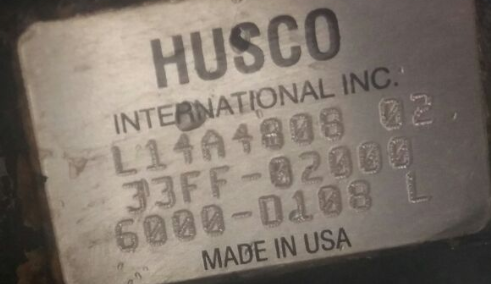 HUSCO
INTERNATIONAL INC.
L14A4808 02
33FF-02000
6000-D108 L
MADE IN USA